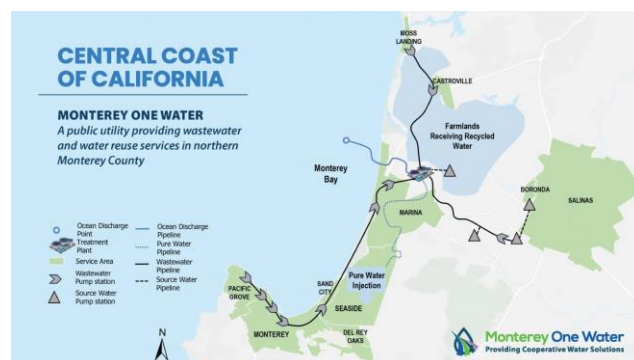 CENTRAL COAST
OF CALIFORNIA
MONTEREY ONE WATER
A public utility providing wastewater
and water reuse services in northern
Monterey County
Ocean Discharge
Point
Treatment
Plant
Service Area
Wastewater
Pump station
Source Water
Pump station
Ocean Discharge
Pipeline
Pure Water
Pipeline
Wastewater
Pipeline
Source Water
Pipeline
MOSS
LANDING
CASTROVILLE
Farmlands
Receiving Recycled
Water
Monterey
Bay
BORONDA
SALINAS
MARINA
Pure Water
Injection
SAND
CITY
SEASIDE
PACIFIC
GROVE
MONTEREY
DEL REY
OAKS
N
Monterey One Water
Providing Cooperative Water Solutions